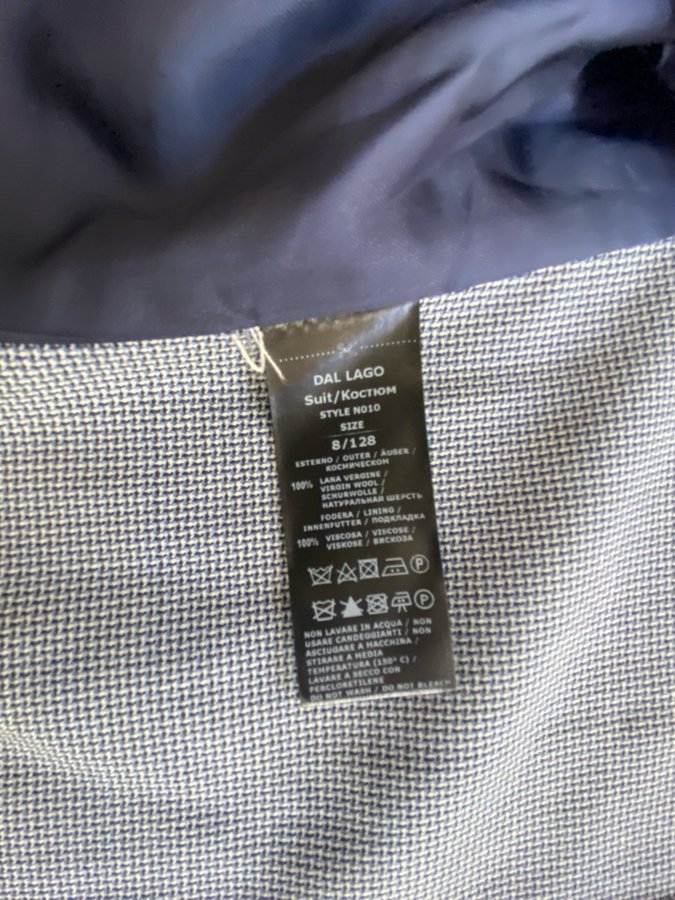 DAL LAGO
Suit/Костюм
STYLE N010
SIZE
8/128
ESTERNO / OUTER / ÄUßER /
КОСМИЧЕСКОМ
100% LANA VERGINE /
VIRGIN WOOL /
SCHURWOLLE /
НАТУРАЛЬНАЯ ШЕРСТЬ
FODERA / LINING /
INNENFUTTER / ПОДКЛАДКА
100% VISCOSA / VISCOSE /
VISKOSE / ВИСКОЗА
P
P
NON LAVARE IN ACQUA / NON
USARE CANDEGGIANTI / NON
ASCIUGARE A MACCHINA /
STIRARE A MEDIA
TEMPERATURA (150° C) /
LAVARE A SECCO CON
PERCLORETILENE
DO NOT WASH / DO NOT BLEACH